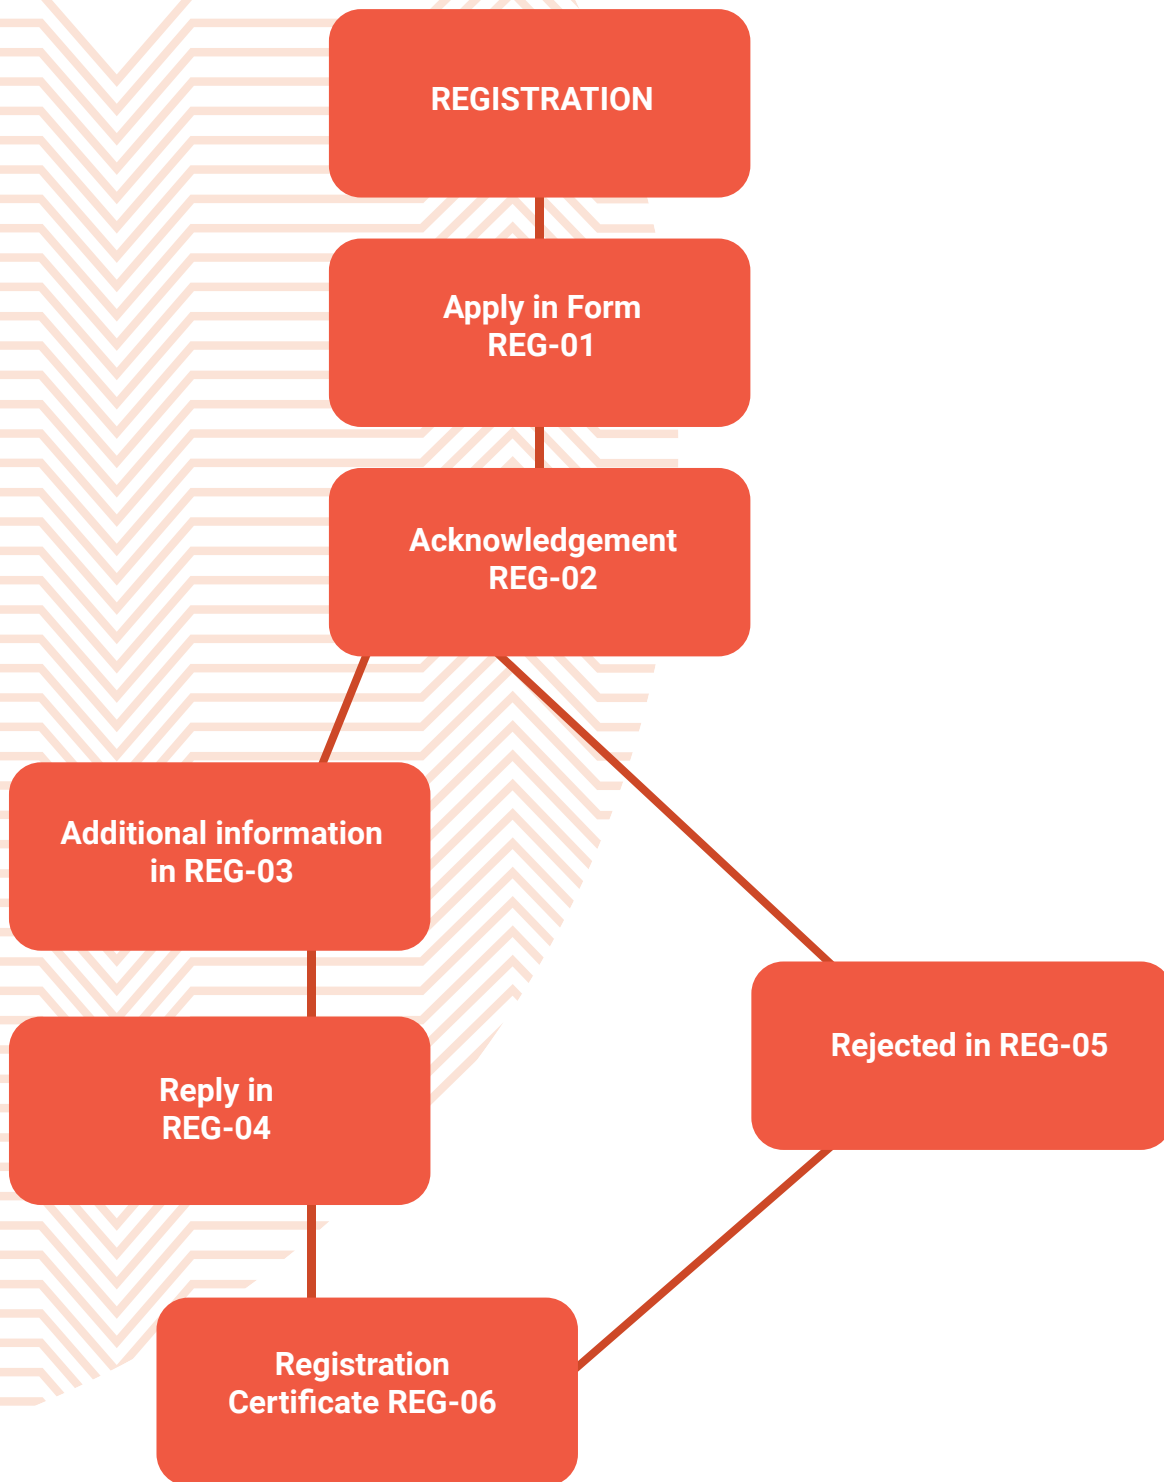 REGISTRATION
Apply in Form
REG-01
Acknowledgement
REG-02
Additional information
in REG-03
Rejected in REG-05
Reply in
REG-04
Registration
Certificate REG-06